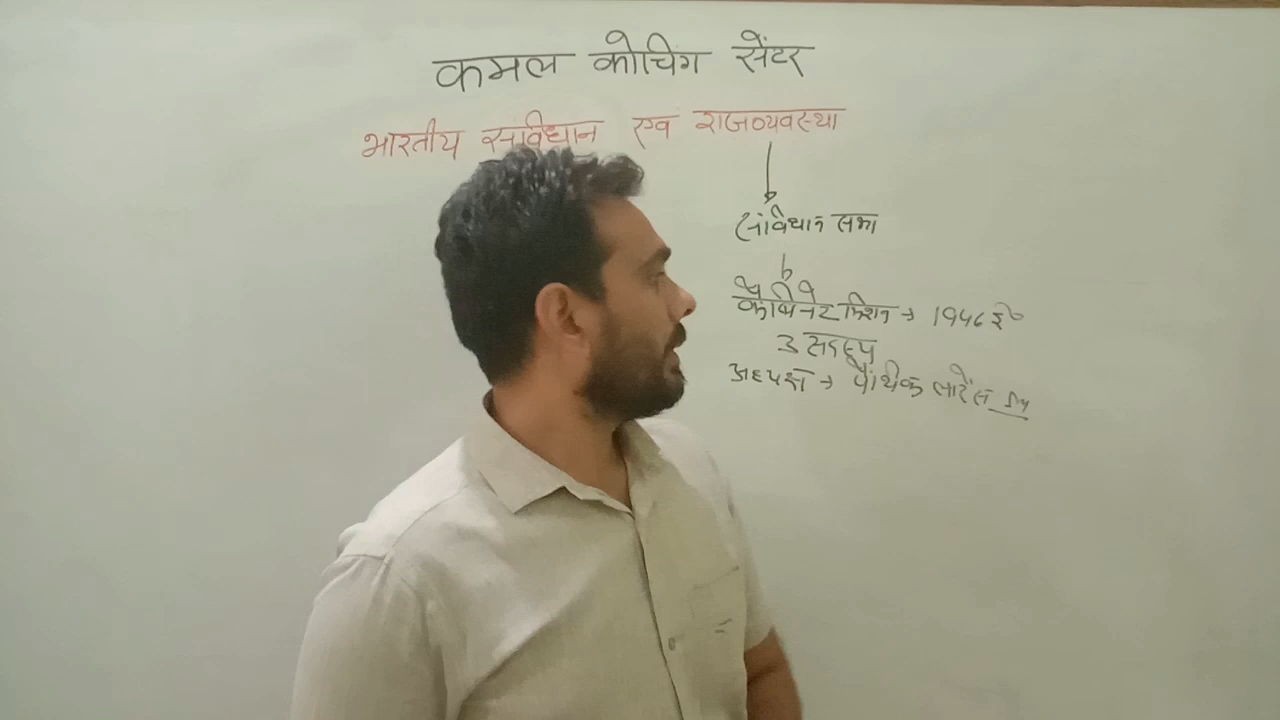 कमल कोचिंग सेंटर
भारतीय संविधान एव राजव्यवस्था
संविधान सभा
कैबिनेट मिशन → 1946 ई०
3 सदस्य
अध्यक्ष → पैंथिक लारेंस